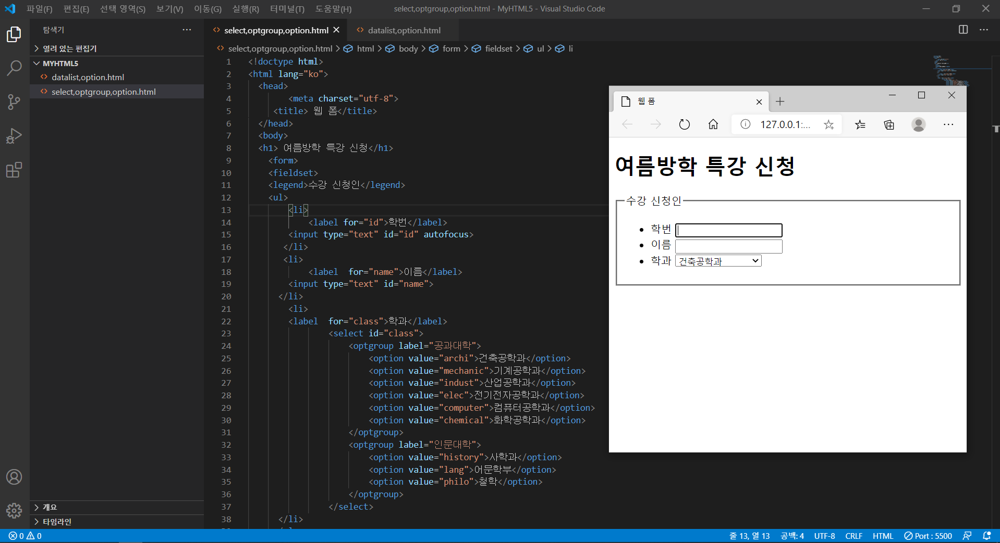 파일(F) 편집(E) 선택 영역(S) 보기(V) 이동(G) 실행(R) 터미널(T) 도움말(H) select,optgroup,option.html - MyHTML5 - Visual Studio Code
탐색기
열려 있는 편집기
MYHTML5
datalist,option.html
select,optgroup,option.html
개요
타임라인
select,optgroup,option.html datalist,option.html
select,optgroup,option.html > html > body > form > fieldset > ul > li
1 <!doctype html>
2 <html lang="ko">
3 <head>
4 <meta charset="utf-8">
5 <title> 웹 폼</title>
6 </head>
7 <body>
8 <h1> 여름방학 특강 신청</h1>
9 <form>
10 <fieldset>
11 <legend>수강 신청인</legend>
12 <ul>
13 <li>
14 <label for="id">학번</label>
15 <input type="text" id="id" autofocus>
16 </li>
17 <li>
18 <label  for="name">이름</label>
19 <input type="text" id="name">
20 </li>
21 <li>
22 <label  for="class">학과</label>
23 <select id="class">
24 <optgroup label="공과대학">
25 <option value="archi">건축공학과</option>
26 <option value="mechanic">기계공학과</option>
27 <option value="indust">산업공학과</option>
28 <option value="elec">전기전자공학과</option>
29 <option value="computer">컴퓨터공학과</option>
30 <option value="chemical">화학공학과</option>
31 </optgroup>
32 <optgroup label="인문대학">
33 <option value="history">사학과</option>
34 <option value="lang">어문학부</option>
35 <option value="philo">철학</option>
36 </optgroup>
37 </select>
38 </li>
웹 폼
127.0.0.1:...
여름방학 특강 신청
수강 신청인
학번
이름
학과 건축공학과
0 0 줄 13, 열 13 공백: 4 UTF-8 CRLF HTML Port : 5500